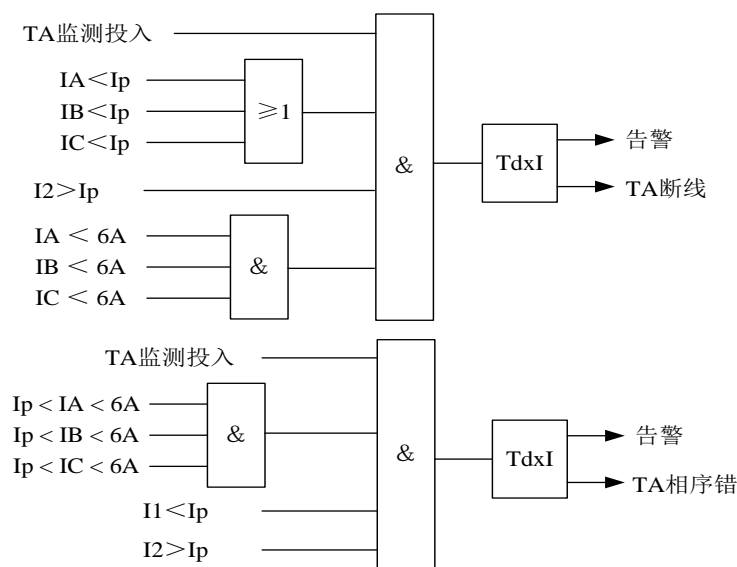 TA监测投入
IA＜Ip
IB＜Ip
IC＜Ip
≥1
I2＞Ip
IA ＜ 6A
IB ＜ 6A
IC ＜ 6A
&
&
TdxI
告警
TA断线
TA监测投入
Ip < IA < 6A
Ip < IB < 6A
Ip < IC < 6A
&
I1＜Ip
I2＞Ip
&
TdxI
告警
TA相序错